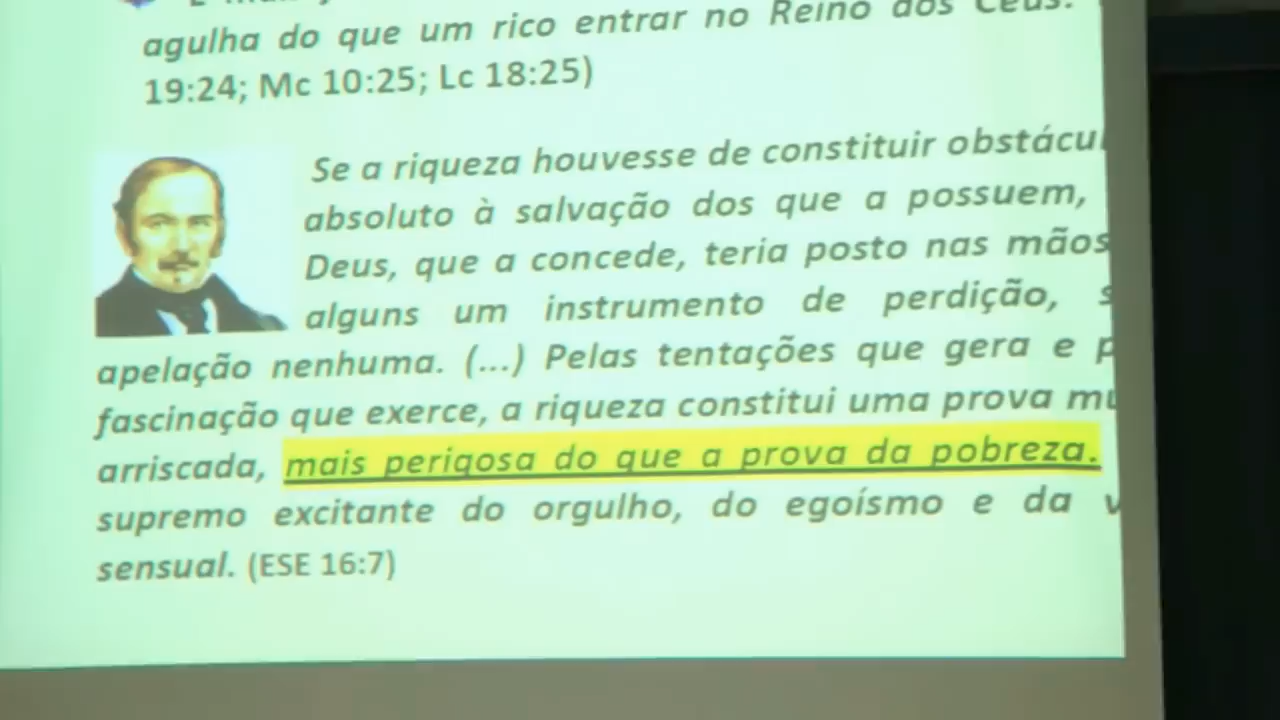 agulha do que um rico entrar no Reino dos Céus.
19:24; Mc 10:25; Lc 18:25)
Se a riqueza houvesse de constituir obstácul
absoluto à salvação dos que a possuem,
Deus, que a concede, teria posto nas mãos
alguns um instrumento de perdição, s
apelação nenhuma. (...) Pelas tentações que gera e p
fascinação que exerce, a riqueza constitui uma prova mu
arriscada, mais perigosa do que a prova da pobreza.
supremo excitante do orgulho, do egoísmo e da v
sensual. (ESE 16:7)